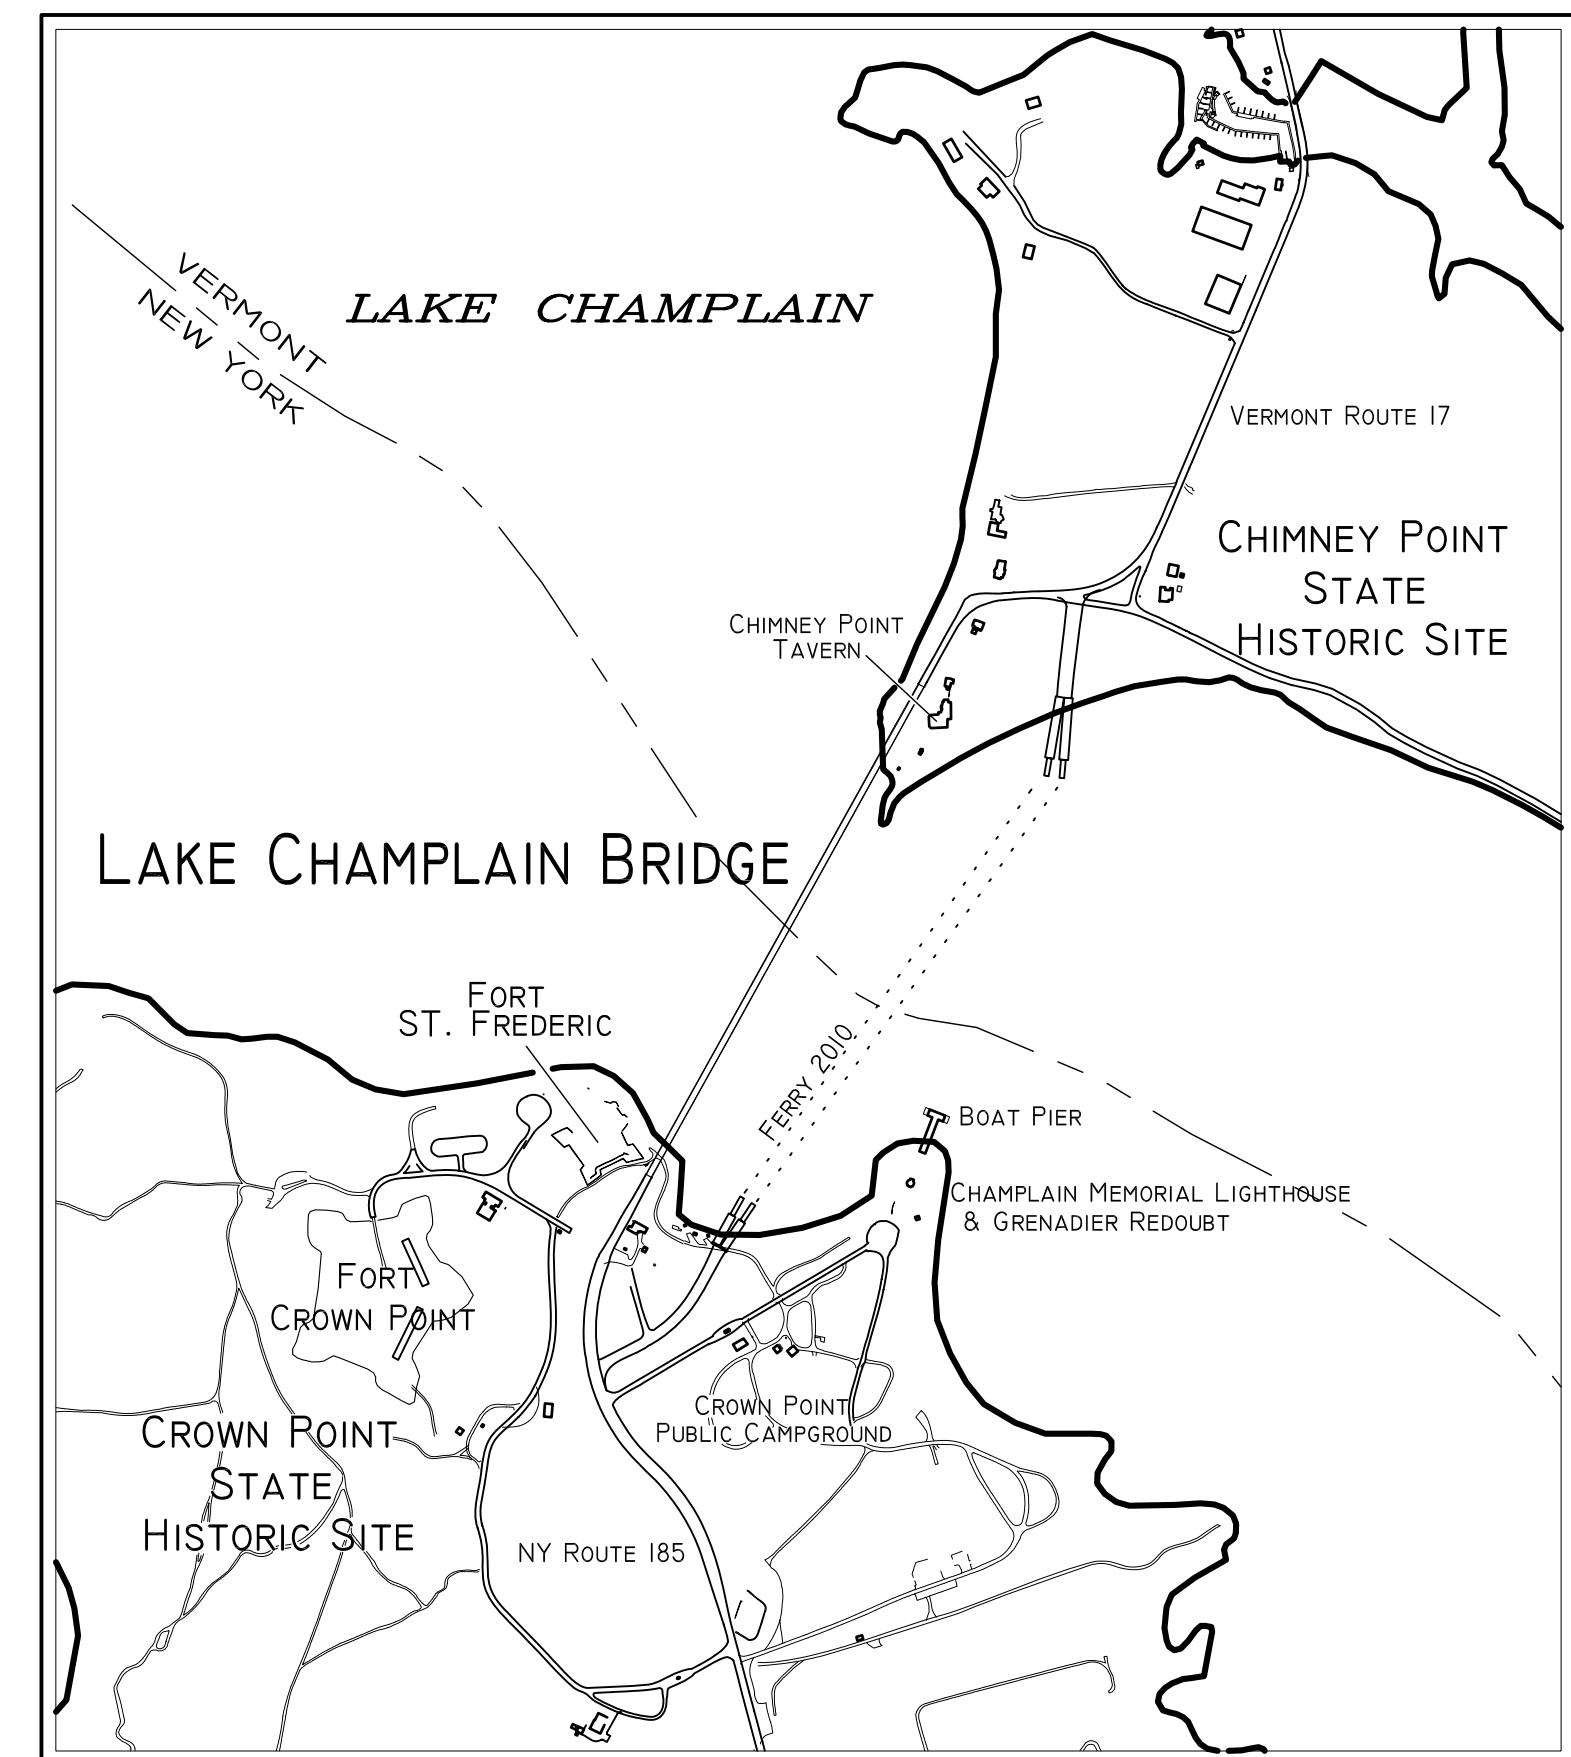 VERMONT
NEW YORK
LAKE CHAMPLAIN
VERMONT ROUTE 17
CHIMNEY POINT
STATE
HISTORIC SITE
CHIMNEY POINT
TAVERN
LAKE CHAMPLAIN BRIDGE
FORT
ST. FREDERIC
FERRY 2010
BOAT PIER
CHAMPLAIN MEMORIAL LIGHTHOUSE
& GRENADIER REDOUBT
FORT
CROWN POINT
CROWN POINT
PUBLIC CAMPGROUND
CROWN POINT
STATE
HISTORIC SITE
NY ROUTE 185